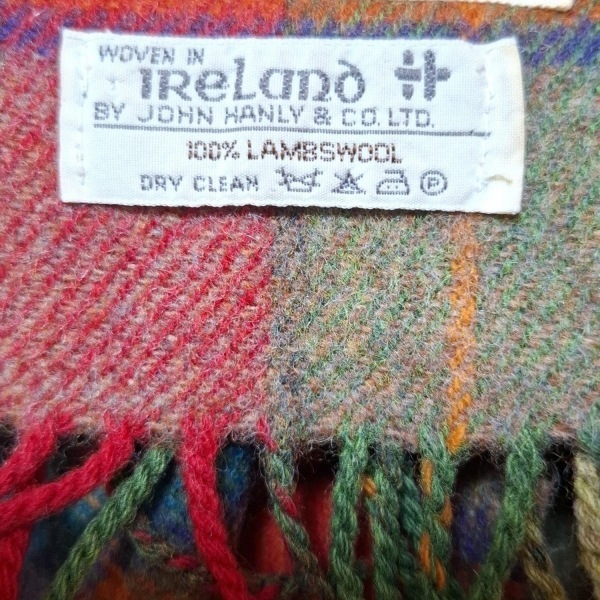 WOVEN IN
IReLanD
BY JOHN HANLY & CO. LTD.
100% LAMBSWOOL
DRY CLEAN P